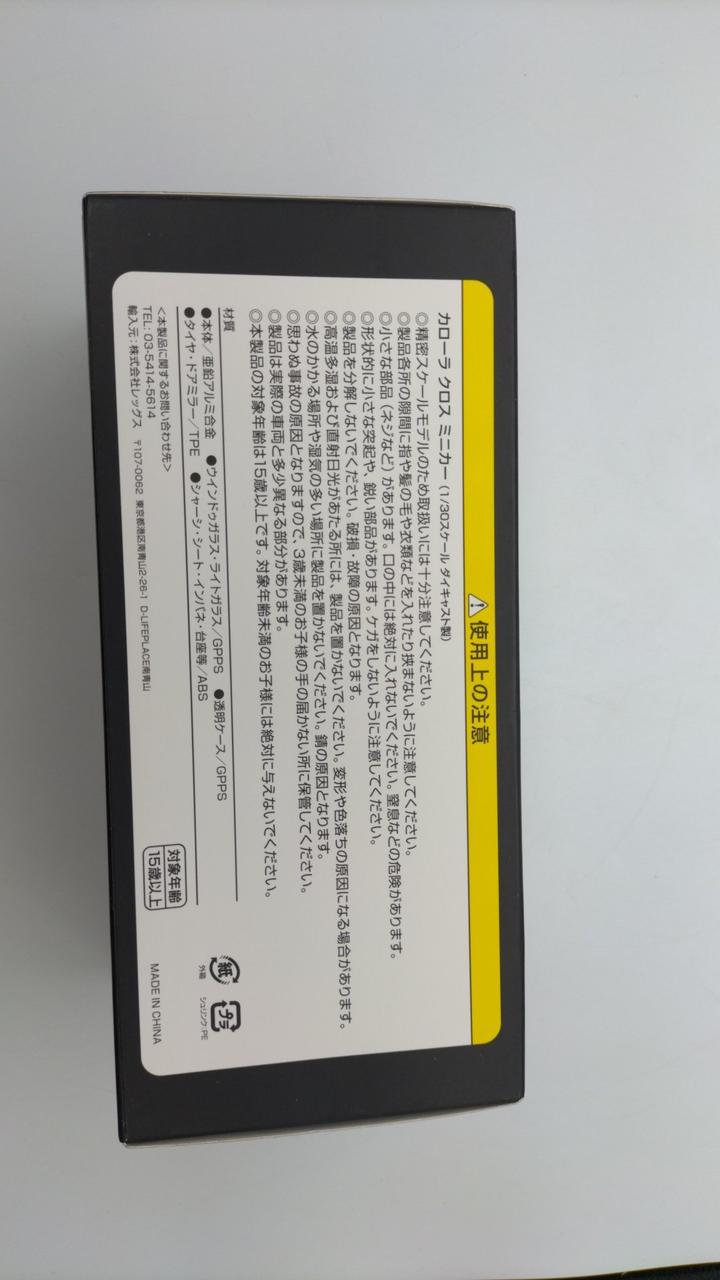 ⚠使用上の注意
カローラ クロス ミニカー（1/30スケール ダイキャスト製）
◎精密スケールモデルのため取扱いには十分注意してください。
◎製品各所の隙間に指や髪の毛や衣類などを入れたり挟まないように注意してください。
◎小さな部品（ネジなど）があります。口の中には絶対に入れないでください。窒息などの危険があります。
◎形状的に小さな突起や、鋭い部品があります。ケガをしないように注意してください。
◎製品を分解しないでください。破損・故障の原因となります。
◎高温多湿および直射日光があたる所には、製品を置かないでください。変形や色落ちの原因になる場合があります。
◎水のかかる場所や湿気の多い場所に製品を置かないでください。錆の原因となります。
◎思わぬ事故の原因となりますので、3歳未満のお子様の手の届かない所に保管してください。
◎製品は実際の車両と多少異なる部分があります。
◎本製品の対象年齢は15歳以上です。対象年齢未満のお子様には絶対に与えないでください。
材質
●本体／亜鉛アルミ合金 ●ウインドゥガラス・ライトガラス／GPPS ●透明ケース／GPPS
●タイヤ・ドアミラー／TPE ●シャーシ・シート・インパネ・台座等／ABS
＜本製品に関するお問い合わせ先＞
TEL: 03-5414-5614
輸入元：株式会社レッグス 〒107-0062 東京都港区南青山2-26-1 D-LIFEPLACE南青山
対象年齢
15歳以上
紙
外箱
プラ
シュリンク:PE
MADE IN CHINA